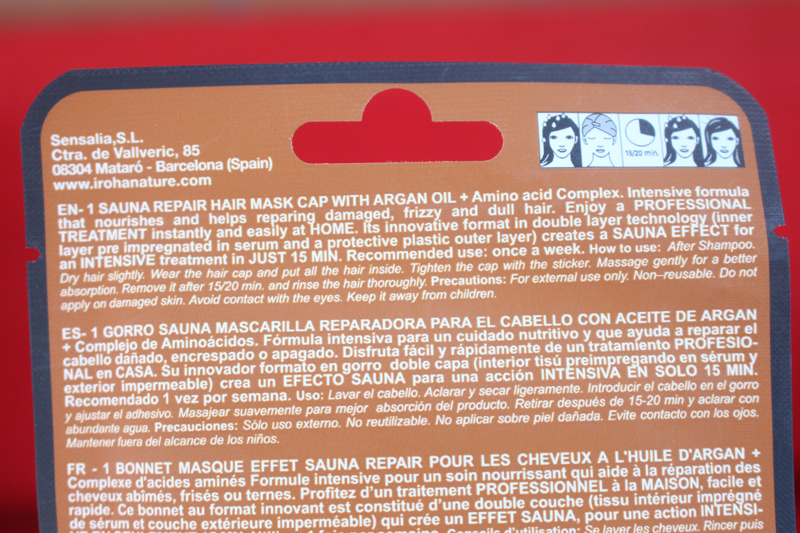 Sensalia,S.L.
Ctra. de Vallveric, 85
08304 Mataró - Barcelona (Spain)
www.irohanature.com
15/20 min.
EN- 1 SAUNA REPAIR HAIR MASK CAP WITH ARGAN OIL + Amino acid Complex. Intensive formula
that nourishes and helps reparing damaged, frizzy and dull hair. Enjoy a PROFESSIONAL
TREATMENT instantly and easily at HOME. Its innovative format in double layer technology (inner
layer pre impregnated in serum and a protective plastic outer layer) creates a SAUNA EFFECT for
an INTENSIVE treatment in JUST 15 MIN. Recommended use: once a week. How to use: After Shampoo.
Dry hair slightly. Wear the hair cap and put all the hair inside. Tighten the cap with the sticker. Massage gently for a better
absorption. Remove it after 15/20 min. and rinse the hair thoroughly. Precautions: For external use only. Non–reusable. Do not
apply on damaged skin. Avoid contact with the eyes. Keep it away from children.
ES- 1 GORRO SAUNA MASCARILLA REPARADORA PARA EL CABELLO CON ACEITE DE ARGAN
+ Complejo de Aminoácidos. Fórmula intensiva para un cuidado nutritivo y que ayuda a reparar el
cabello dañado, encrespado o apagado. Disfruta fácil y rápidamente de un tratamiento PROFESIO-
NAL en CASA. Su innovador formato en gorro doble capa (interior tisú preimpregando en sérum y
exterior impermeable) crea un EFECTO SAUNA para una acción INTENSIVA EN SOLO 15 MIN.
Recomendado 1 vez por semana. Uso: Lavar el cabello. Aclarar y secar ligeramente. Introducir el cabello en el gorro
y ajustar el adhesivo. Masajear suavemente para mejor absorción del producto. Retirar después de 15-20 min y aclarar con
abundante agua. Precauciones: Sólo uso externo. No reutilizable. No aplicar sobre piel dañada. Evite contacto con los ojos.
Mantener fuera del alcance de los niños.
FR - 1 BONNET MASQUE EFFET SAUNA REPAIR POUR LES CHEVEUX A L'HUILE D'ARGAN +
Complexe d'acides aminés Formule intensive pour un soin nourrissant qui aide à la réparation des
cheveux abîmés, frisés ou ternes. Profitez d'un traitement PROFESSIONNEL à la MAISON, facile et
rapide. Ce bonnet au format innovant est constitué d'une double couche (tissu intérieur imprégné
de sérum et couche extérieure imperméable) qui crée un EFFET SAUNA, pour une action INTENSI-
Conseils d'utilisation: Se laver les cheveux. Rincer puis